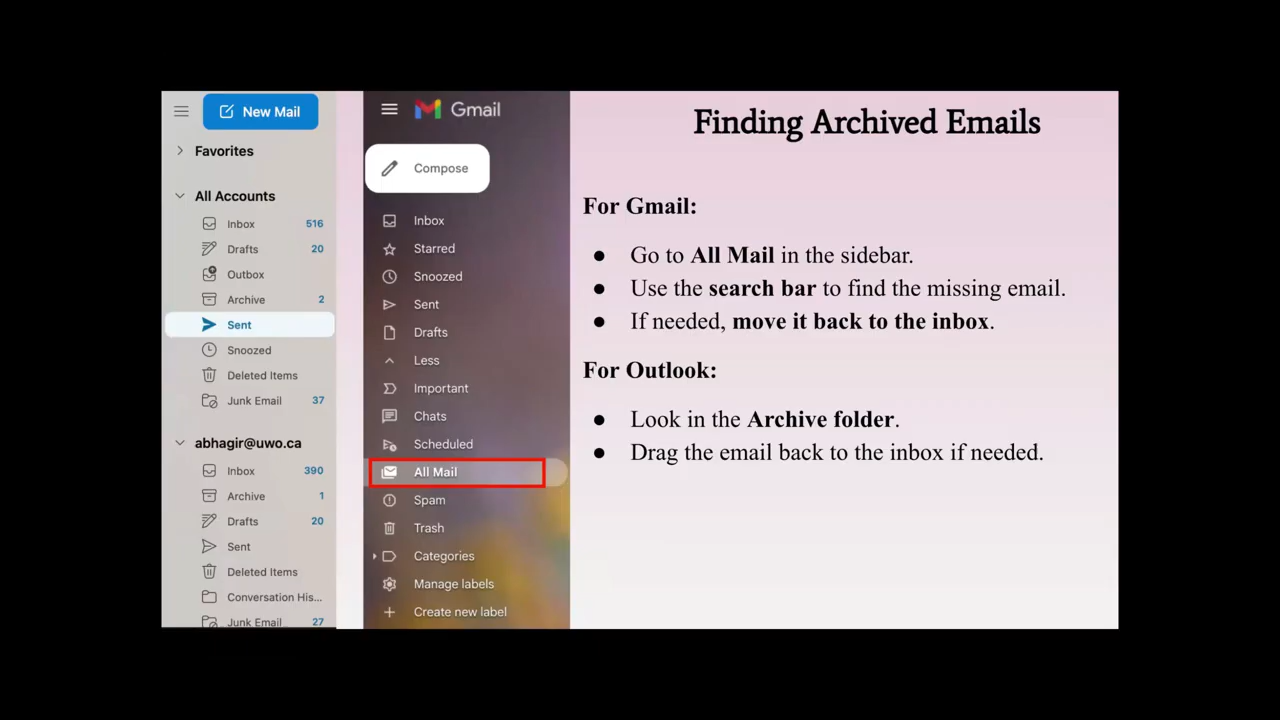 New Mail
Favorites
All Accounts
Inbox 516
Drafts 20
Outbox
Archive 2
Sent
Snoozed
Deleted Items
Junk Email 37
abhagir@uwo.ca
Inbox 390
Archive 1
Drafts 20
Sent
Deleted Items
Conversation His...
Junk Email 27
Gmail
Compose
Inbox
Starred
Snoozed
Sent
Drafts
Less
Important
Chats
Scheduled
All Mail
Spam
Trash
Categories
Manage labels
Create new label
Finding Archived Emails
For Gmail:
● Go to All Mail in the sidebar.
● Use the search bar to find the missing email.
● If needed, move it back to the inbox.
For Outlook:
● Look in the Archive folder.
● Drag the email back to the inbox if needed.